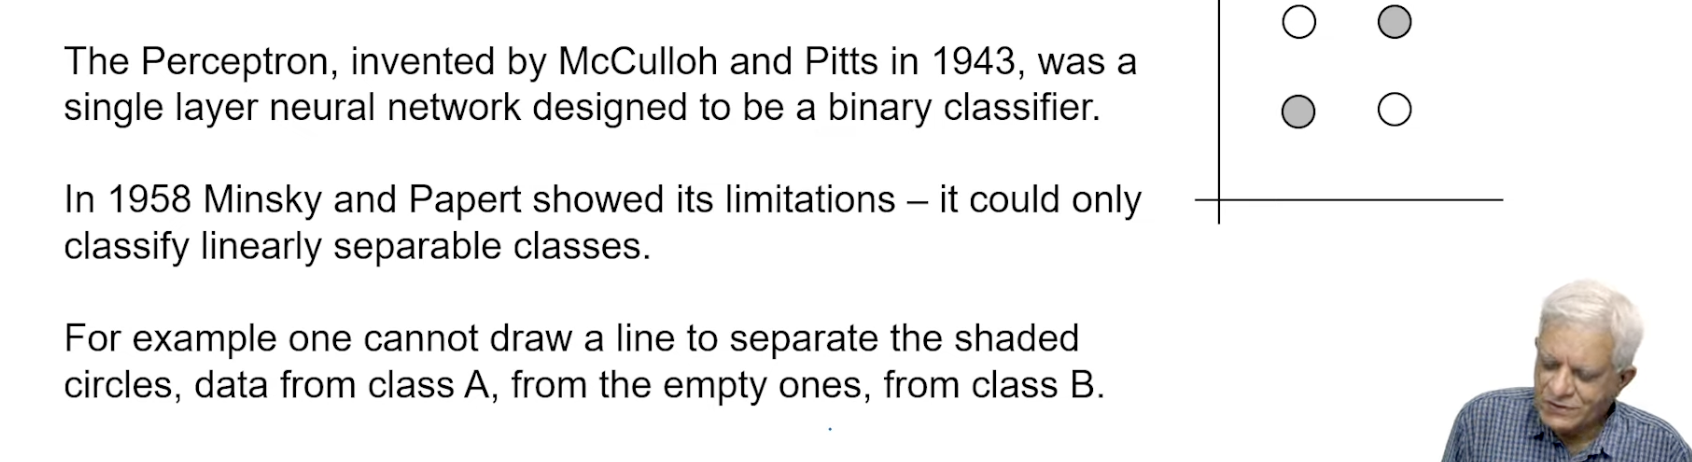 The Perceptron, invented by McCulloh and Pitts in 1943, was a
single layer neural network designed to be a binary classifier.
In 1958 Minsky and Papert showed its limitations – it could only
classify linearly separable classes.
For example one cannot draw a line to separate the shaded
circles, data from class A, from the empty ones, from class B.